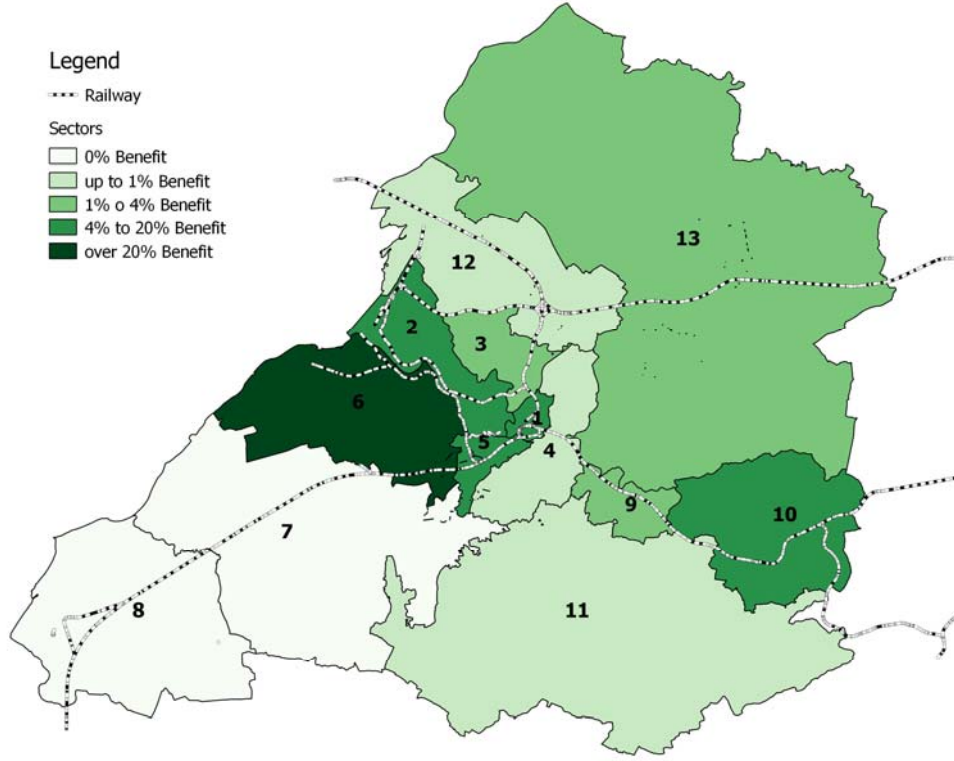 Legend
Railway
Sectors
0% Benefit
up to 1% Benefit
1% o 4% Benefit
4% to 20% Benefit
over 20% Benefit
13
12
2
3
6
1
5
4
9
10
7
8
11